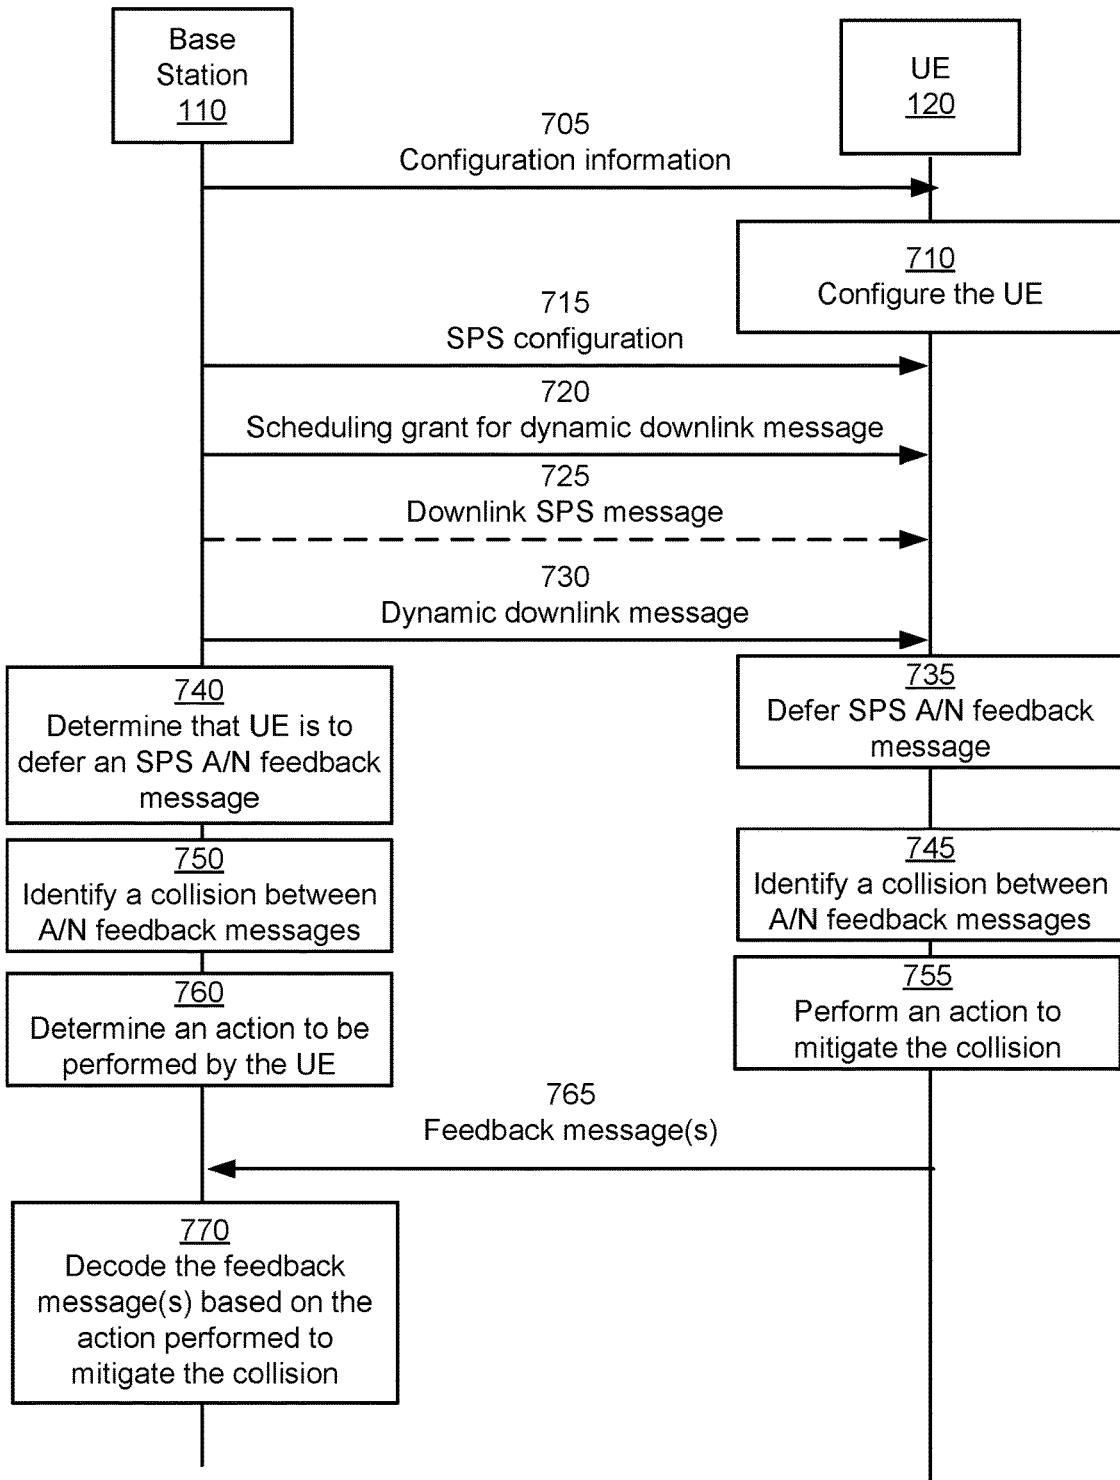 Base
Station
110
UE
120
705
Configuration information
710
Configure the UE
715
SPS configuration
720
Scheduling grant for dynamic downlink message
725
Downlink SPS message
730
Dynamic downlink message
740
Determine that UE is to
defer an SPS A/N feedback
message
735
Defer SPS A/N feedback
message
750
Identify a collision between
A/N feedback messages
745
Identify a collision between
A/N feedback messages
760
Determine an action to be
performed by the UE
755
Perform an action to
mitigate the collision
765
Feedback message(s)
770
Decode the feedback
message(s) based on the
action performed to
mitigate the collision